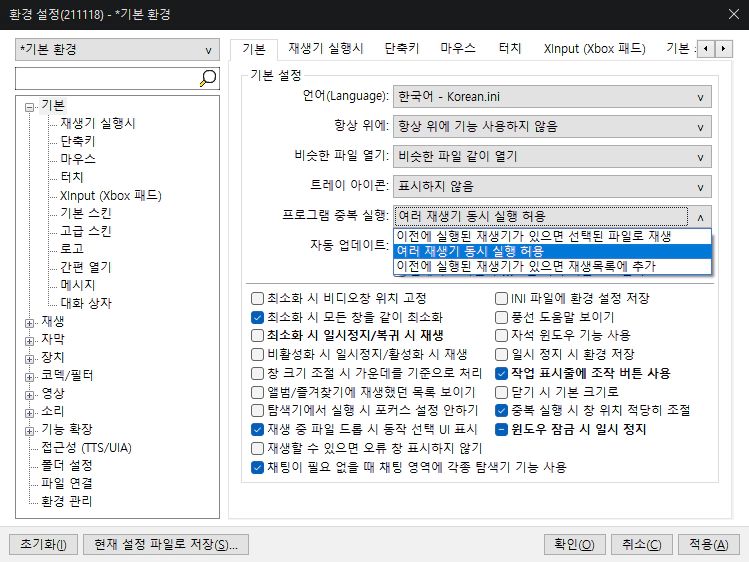 환경 설정(211118) - *기본 환경
*기본 환경
기본
재생기 실행시
단축키
마우스
터치
XInput (Xbox 패드)
기본 스킨
고급 스킨
로고
간편 열기
메시지
대화 상자
재생
자막
장치
코덱/필터
영상
소리
기능 확장
접근성 (TTS/UIA)
폴더 설정
파일 연결
환경 관리
기본 재생기 실행시 단축키 마우스 터치 XInput (Xbox 패드) 기본
기본 설정
언어(Language): 한국어 - Korean.ini
항상 위에: 항상 위에 기능 사용하지 않음
비슷한 파일 열기: 비슷한 파일 같이 열기
트레이 아이콘: 표시하지 않음
프로그램 중복 실행: 여러 재생기 동시 실행 허용
이전에 실행된 재생기가 있으면 선택된 파일로 재생
자동 업데이트: 여러 재생기 동시 실행 허용
이전에 실행된 재생기가 있으면 재생목록에 추가
최소화 시 비디오창 위치 고정
최소화 시 모든 창을 같이 최소화
최소화 시 일시정지/복귀 시 재생
비활성화 시 일시정지/활성화 시 재생
창 크기 조절 시 가운데를 기준으로 처리
앨범/즐겨찾기에 재생했던 목록 보이기
탐색기에서 실행 시 포커스 설정 안하기
재생 중 파일 드롭 시 동작 선택 UI 표시
재생할 수 있으면 오류 창 표시하지 않기
채팅이 필요 없을 때 채팅 영역에 각종 탐색기 기능 사용
INI 파일에 환경 설정 저장
풍선 도움말 보이기
자석 윈도우 기능 사용
일시 정지 시 환경 저장
작업 표시줄에 조작 버튼 사용
닫기 시 기본 크기로
중복 실행 시 창 위치 적당히 조절
윈도우 잠금 시 일시 정지
초기화(I) 현재 설정 파일로 저장(S)... 확인(O) 취소(C) 적용(A)